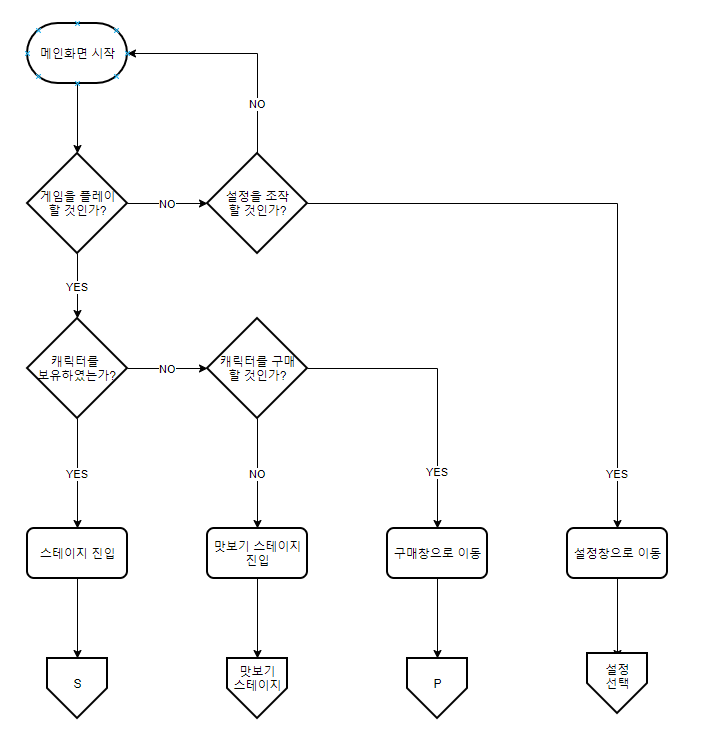 메인화면 시작
NO
게임을 플레이
할 것인가?
NO
설정을 조작
할 것인가?
YES
캐릭터를
보유하였는가?
NO
캐릭터를 구매
할 것인가?
YES
NO
YES
YES
스테이지 진입
맛보기 스테이지
진입
구매창으로 이동
설정창으로 이동
S
맛보기
스테이지
P
설정
선택